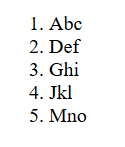 1. Abc
2. Def
3. Ghi
4. Jkl
5. Mno